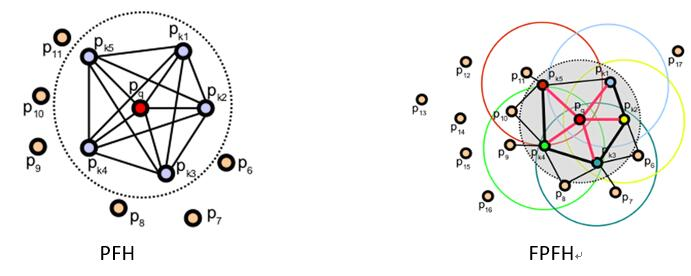 p11
pk5
pk1
p10
pq
pk2
p9
pk4
pk3
p6
p8
p7
PFH
p17
p12
p11
pk5
pk1
p13
p10
pq
pk2
p14
p9
pk4
pk3
p6
p15
p8
p7
p16
FPFH↵